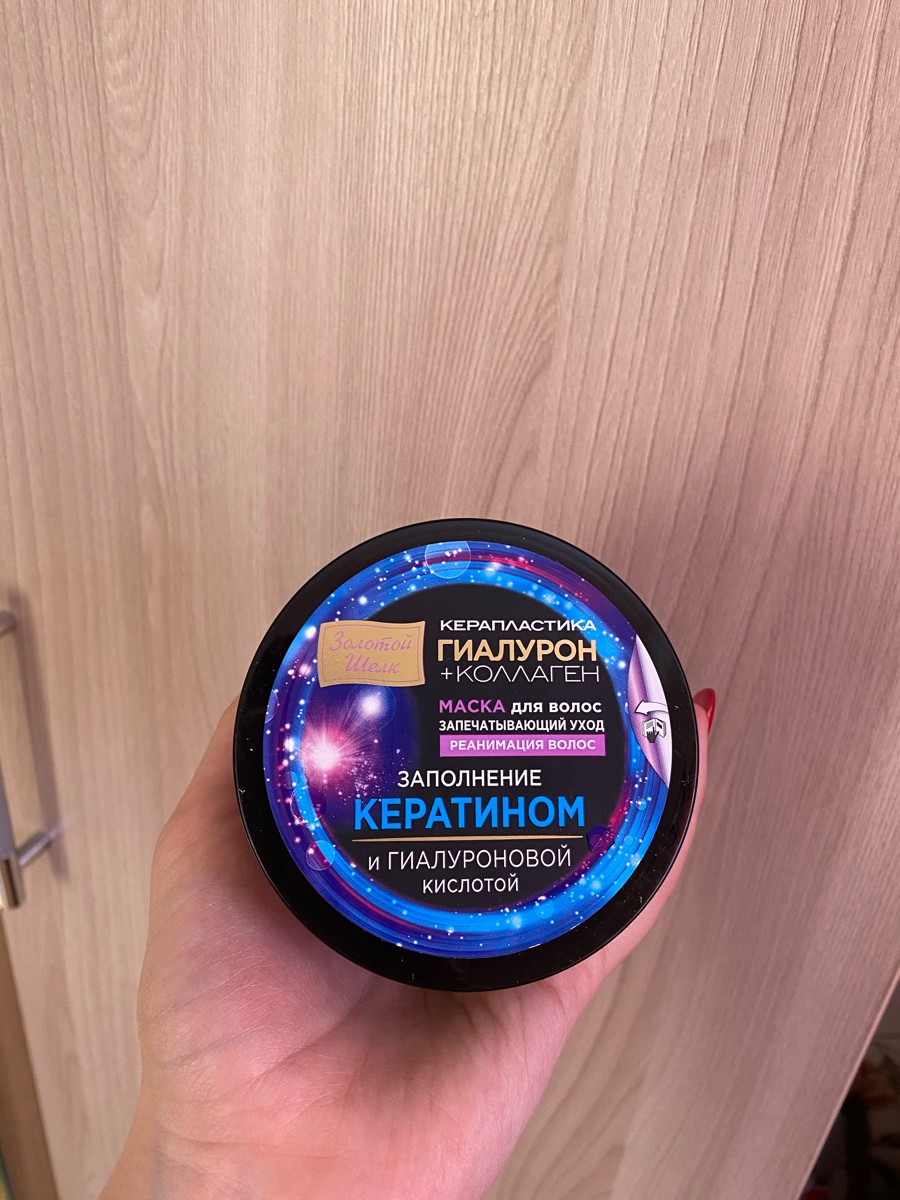 Золотой
Шелк
КЕРАПЛАСТИКА
ГИАЛУРОН
+КОЛЛАГЕН
МАСКА для волос
ЗАПЕЧАТЫВАЮЩИЙ УХОД
РЕАНИМАЦИЯ ВОЛОС
ЗАПОЛНЕНИЕ
КЕРАТИНОМ
и ГИАЛУРОНОВОЙ
кислотой